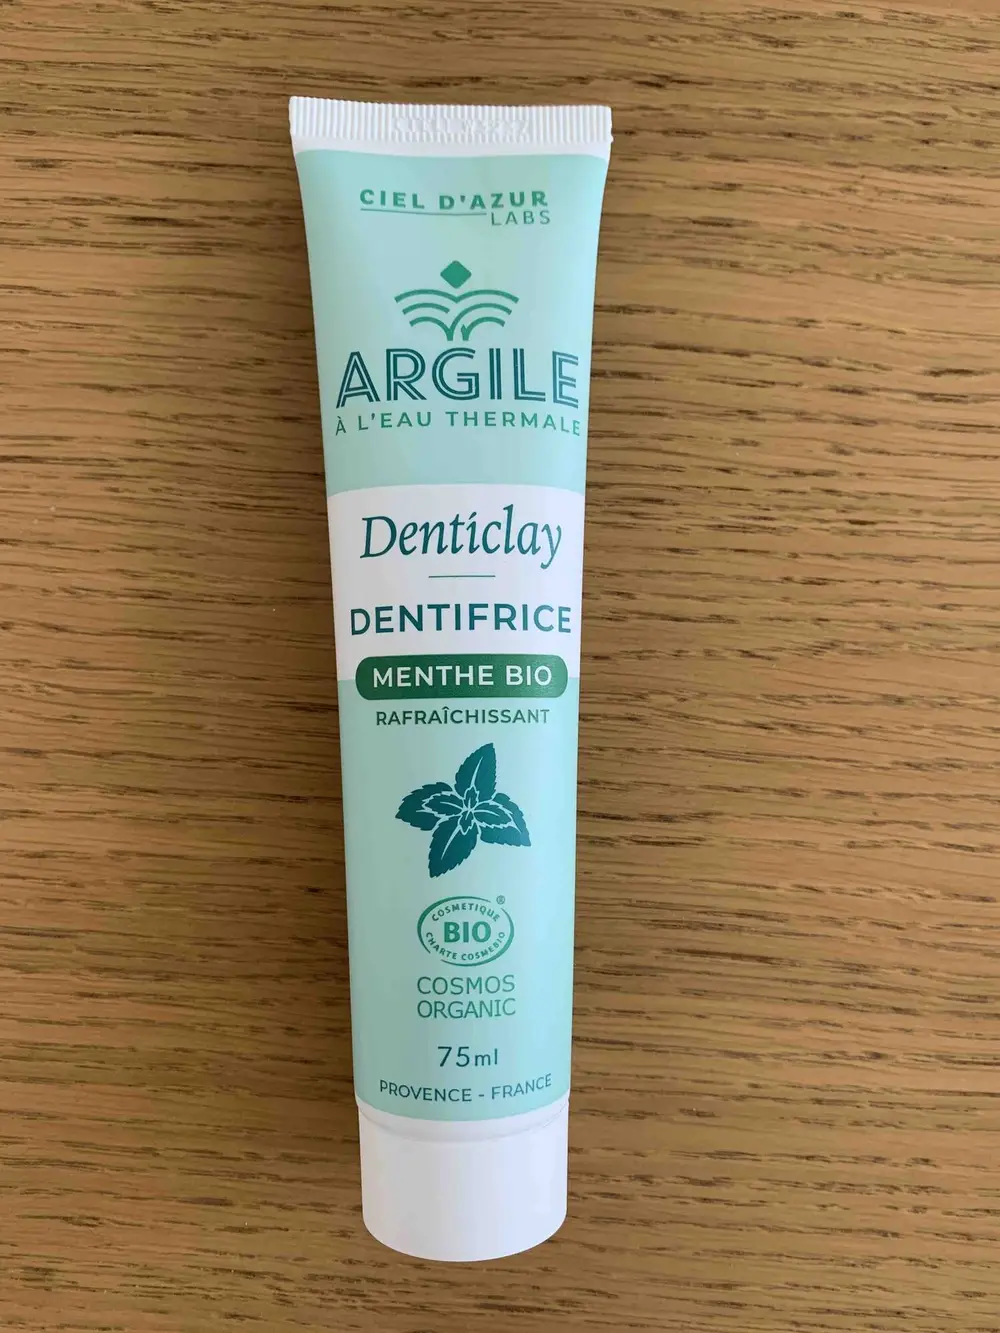 CIEL D'AZUR
LABS
ARGILE
À L'EAU THERMALE
Denticlay
DENTIFRICE
MENTHE BIO
RAFRAÎCHISSANT
COSMETIQUE
®
BIO
CHARTE COSMEBIO
COSMOS
ORGANIC
75ml
PROVENCE - FRANCE